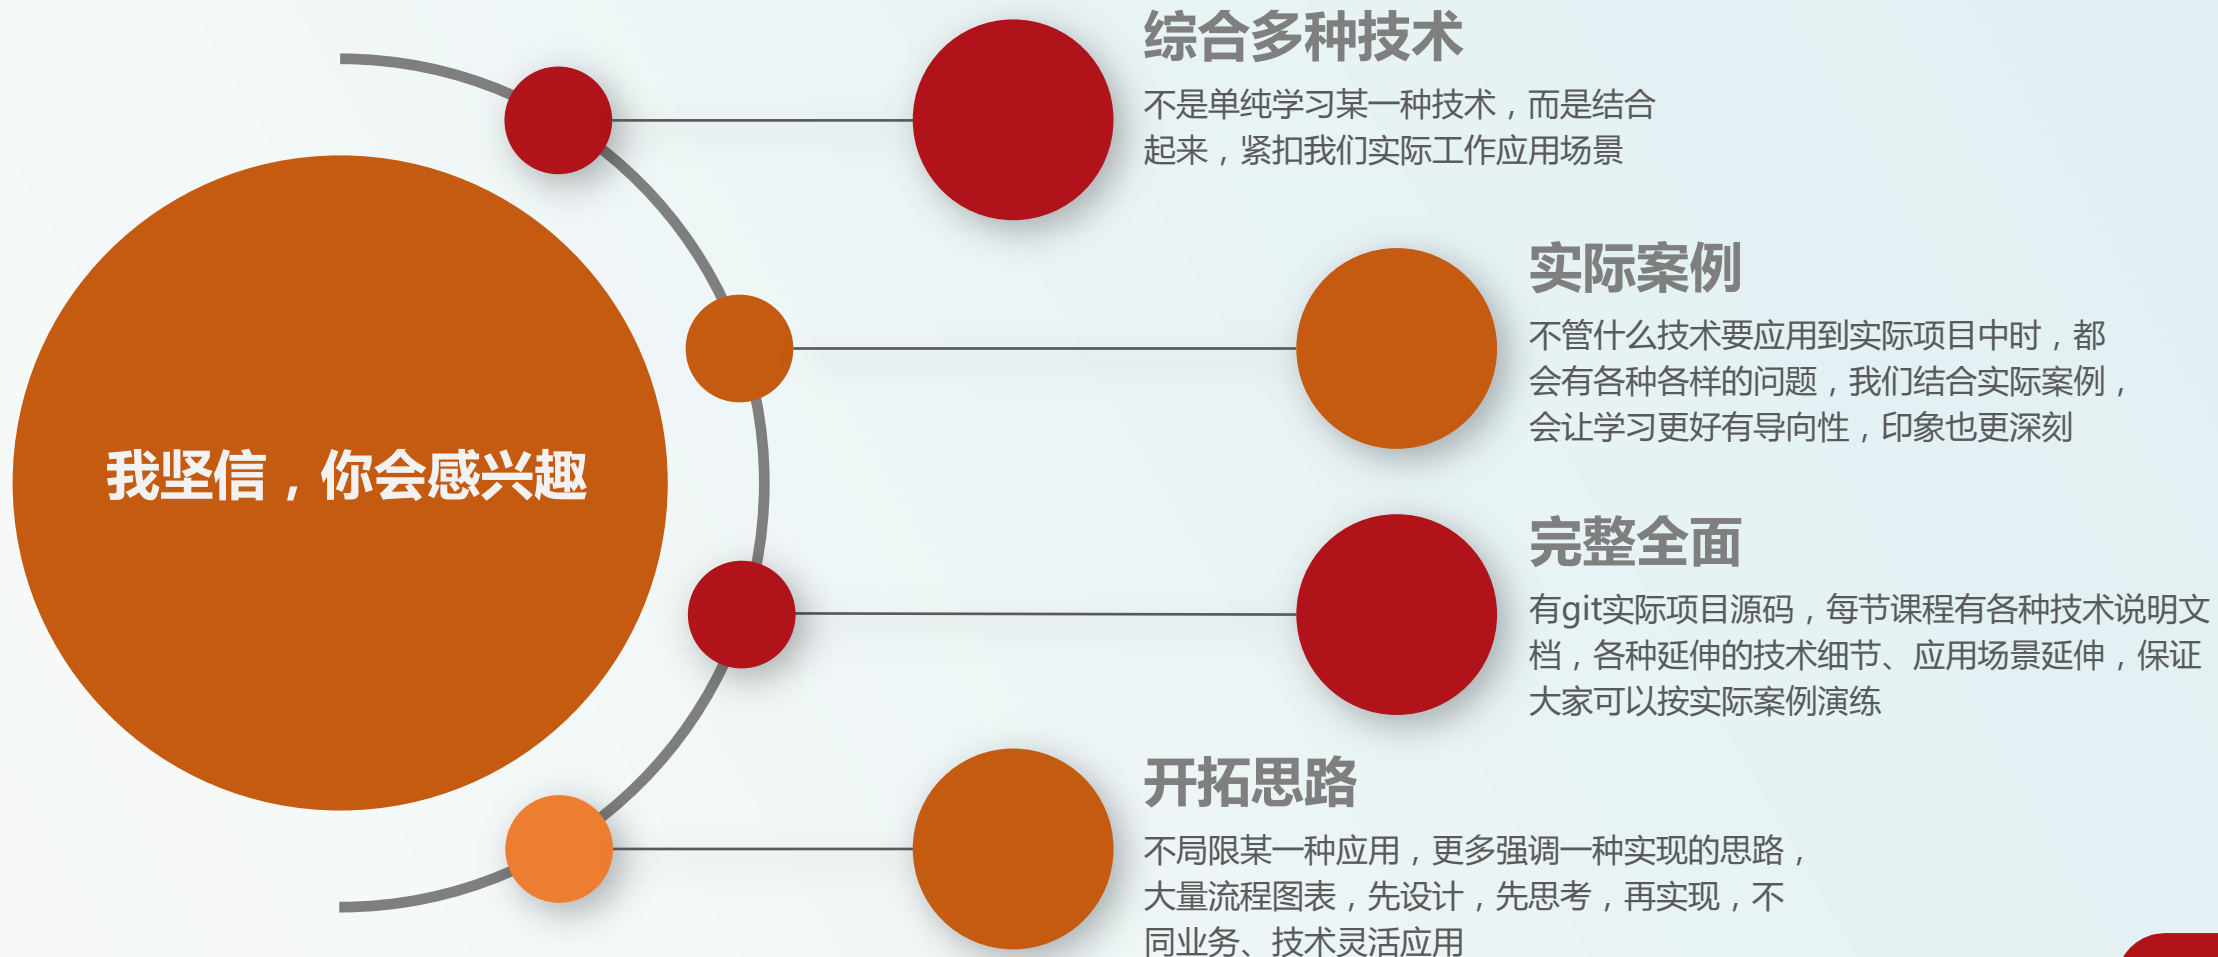 我坚信，你会感兴趣
综合多种技术
不是单纯学习某一种技术，而是结合
起来，紧扣我们实际工作应用场景
实际案例
不管什么技术要应用到实际项目中时，都
会有各种各样的问题，我们结合实际案例，
会让学习更好有导向性，印象也更深刻
完整全面
有git实际项目源码，每节课程有各种技术说明文
档，各种延伸的技术细节、应用场景延伸，保证
大家可以按实际案例演练
开拓思路
不局限某一种应用，更多强调一种实现的思路，
大量流程图表，先设计，先思考，再实现，不
同业务、技术灵活应用